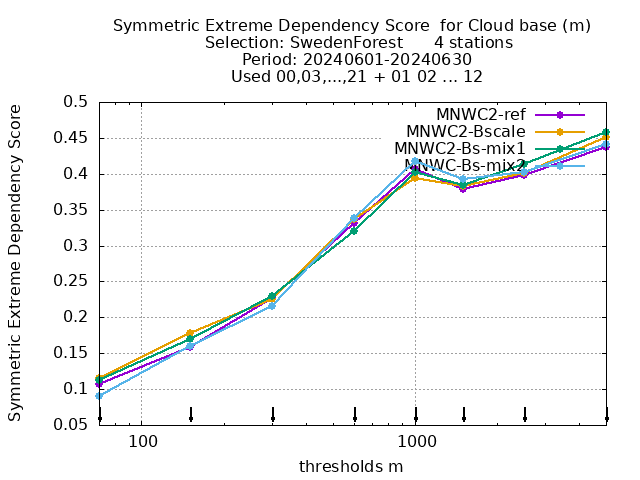 Symmetric Extreme Dependency Score  for Cloud base (m)
Selection: SwedenForest      4 stations
Period: 20240601-20240630
Used 00,03,...,21 + 01 02 ... 12
MNWC2-ref
MNWC2-Bscale
MNWC2-Bs-mix1
MNWC-Bs-mix2
Symmetric Extreme Dependency Score
0.5
0.45
0.4
0.35
0.3
0.25
0.2
0.15
0.1
0.05
100
1000
thresholds m